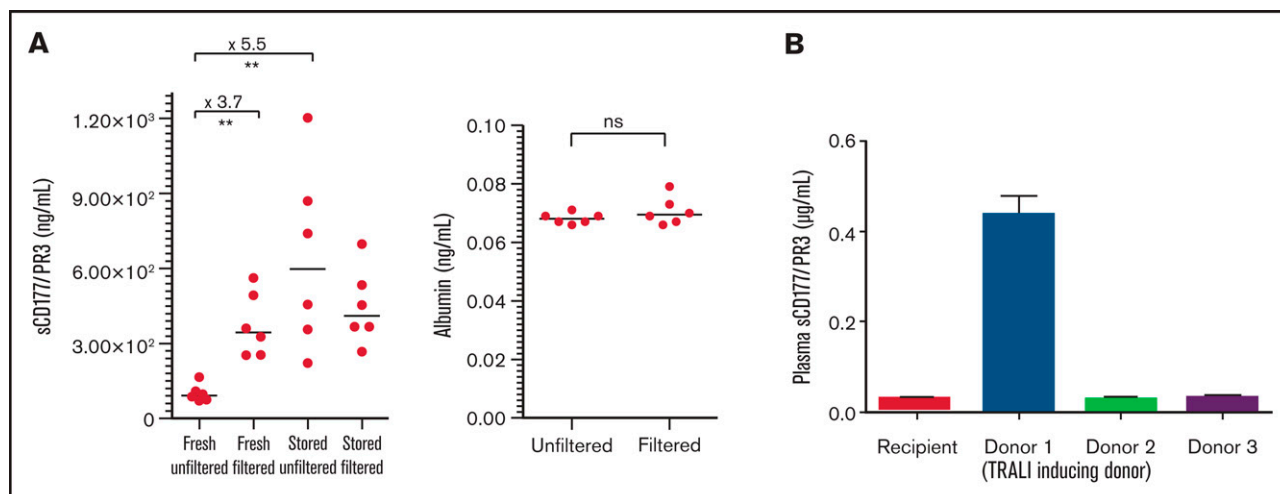 A
x 5.5
**
x 3.7
**
sCD177/PR3 (ng/mL)
1.20×10³
9.00×10²
6.00×10²
3.00×10²
0
Fresh unfiltered
Fresh filtered
Stored unfiltered
Stored filtered
ns
Albumin (ng/mL)
0.10
0.08
0.06
0.04
0.02
0.00
Unfiltered
Filtered
B
Plasma sCD177/PR3 (µg/mL)
0.6
0.4
0.2
0.0
Recipient
Donor 1
(TRALI inducing donor)
Donor 2
Donor 3